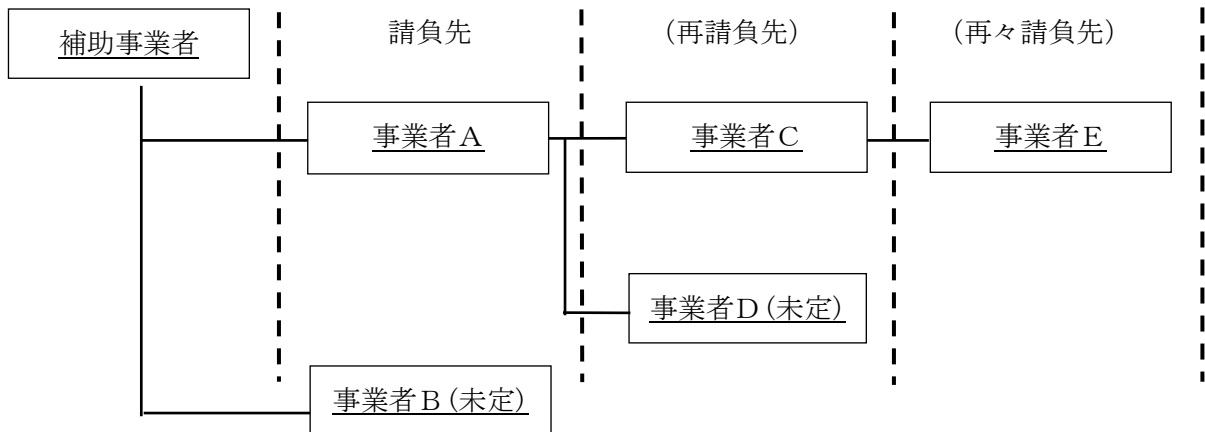 補助事業者
請負先
(再請負先)
(再々請負先)
事業者A
事業者C
事業者E
事業者D(未定)
事業者B(未定)